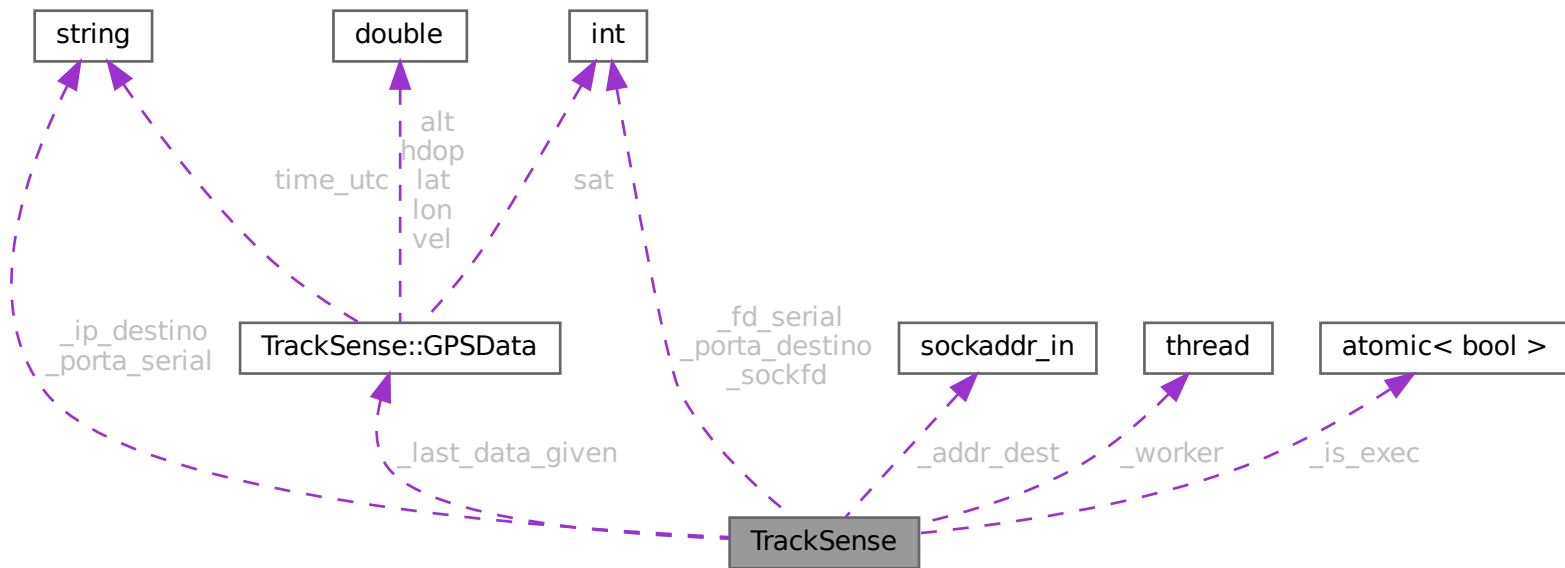 string
double
int
alt
hdop
time_utc
lat
sat
lon
vel
_ip_destino
_porta_serial
TrackSense::GPSData
_fd_serial
_porta_destino
_sockfd
sockaddr_in
thread
atomic< bool >
_last_data_given
_addr_dest
_worker
_is_exec
TrackSense